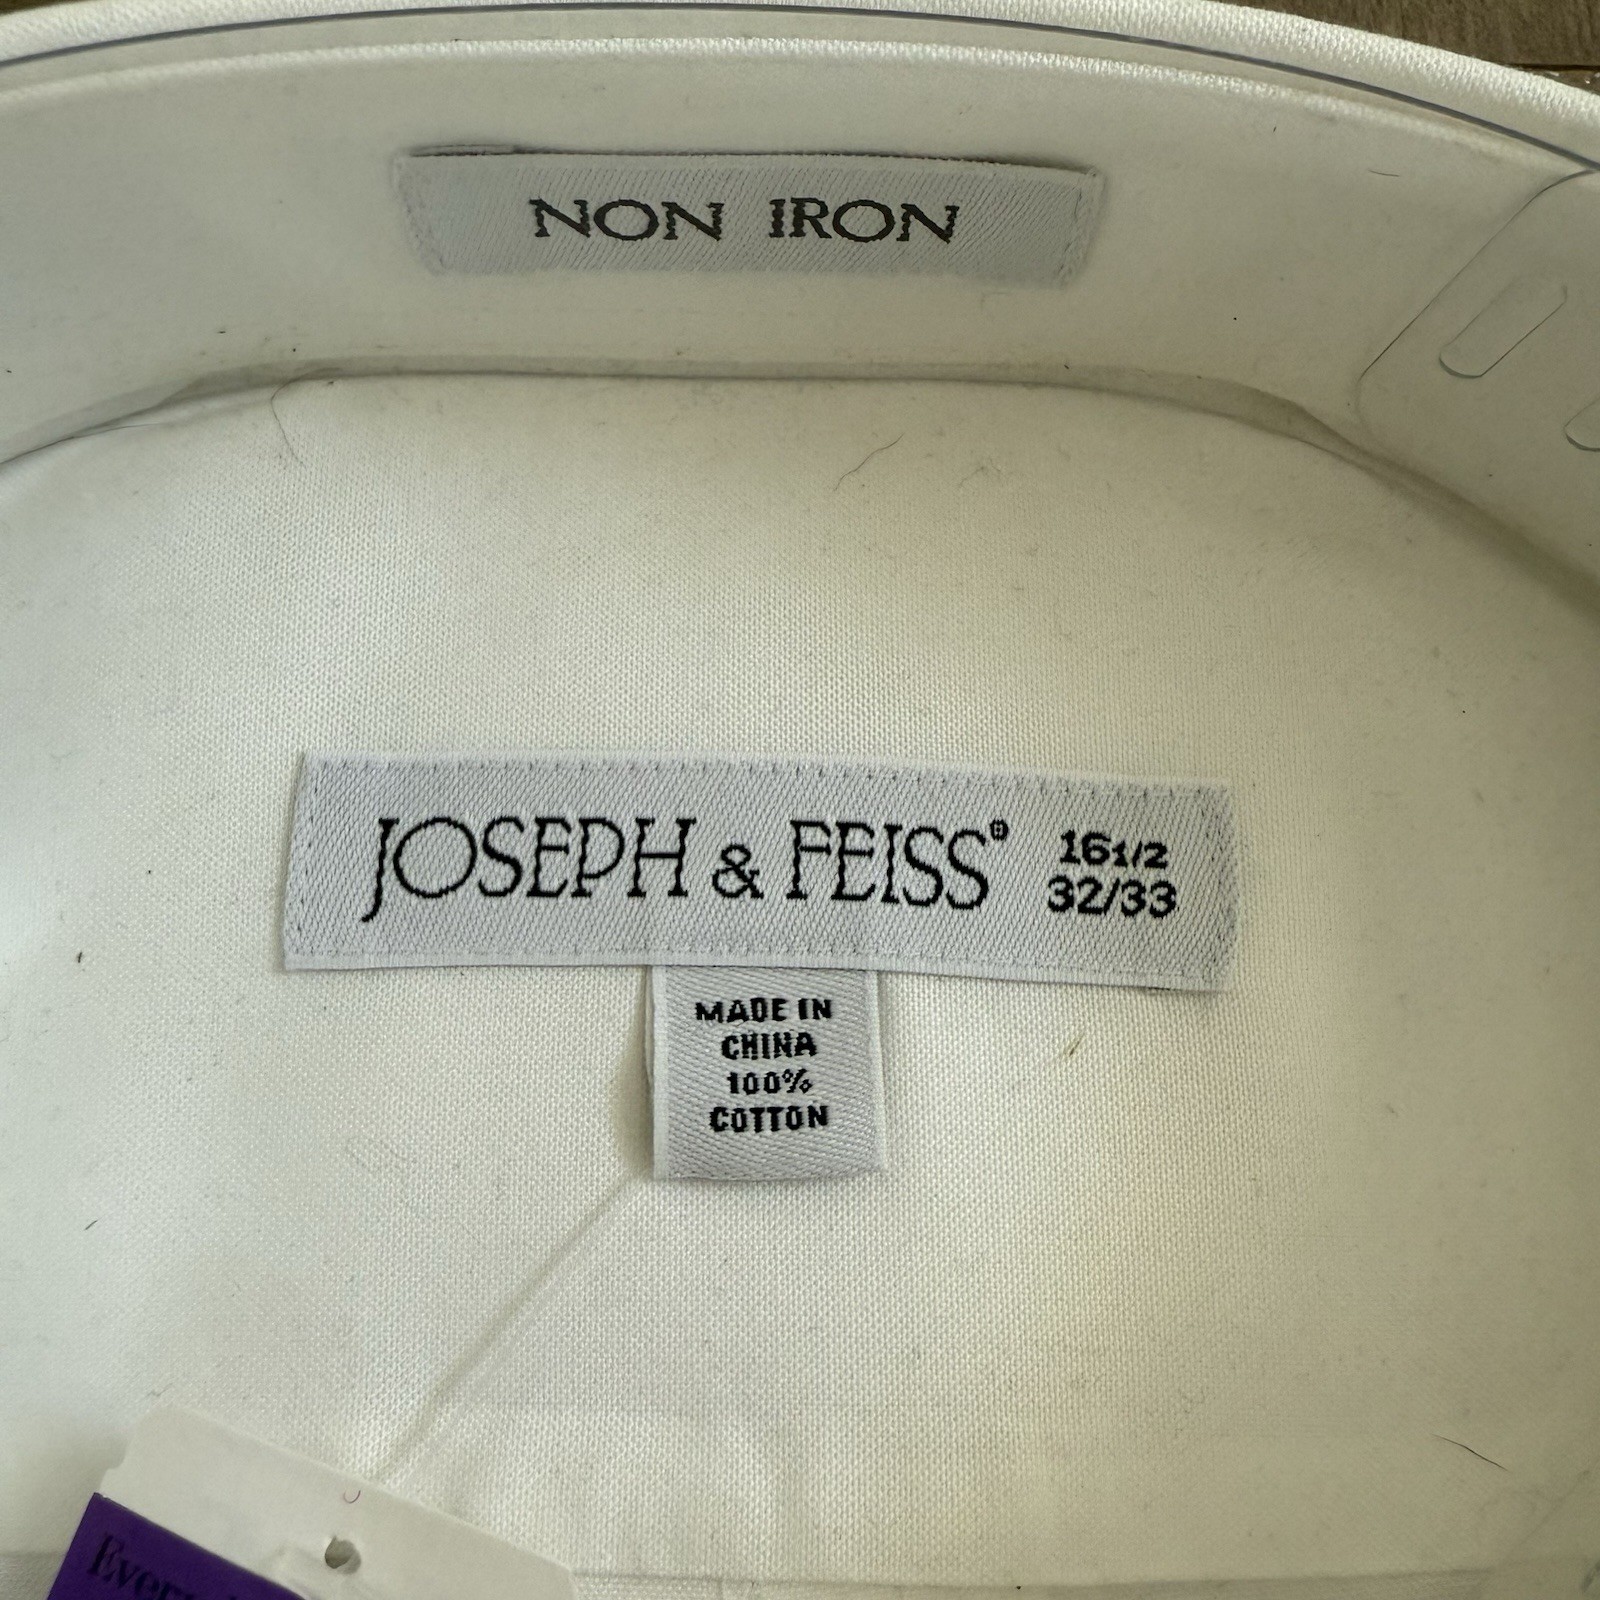 NON IRON
JOSEPH & FEISS®
16 1/2
32/33
MADE IN
CHINA
100%
COTTON